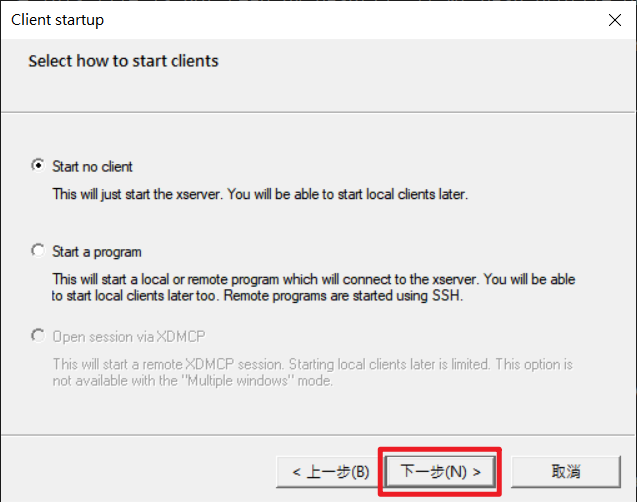 Client startup
Select how to start clients
Start no client
This will just start the xserver. You will be able to start local clients later.
Start a program
This will start a local or remote program which will connect to the xserver. You will be able
to start local clients later too. Remote programs are started using SSH.
Open session via XDMCP
This will start a remote XDMCP session. Starting local clients later is limited. This option is
not available with the "Multiple windows" mode.
< 上一步(B) 下一步(N) > 取消